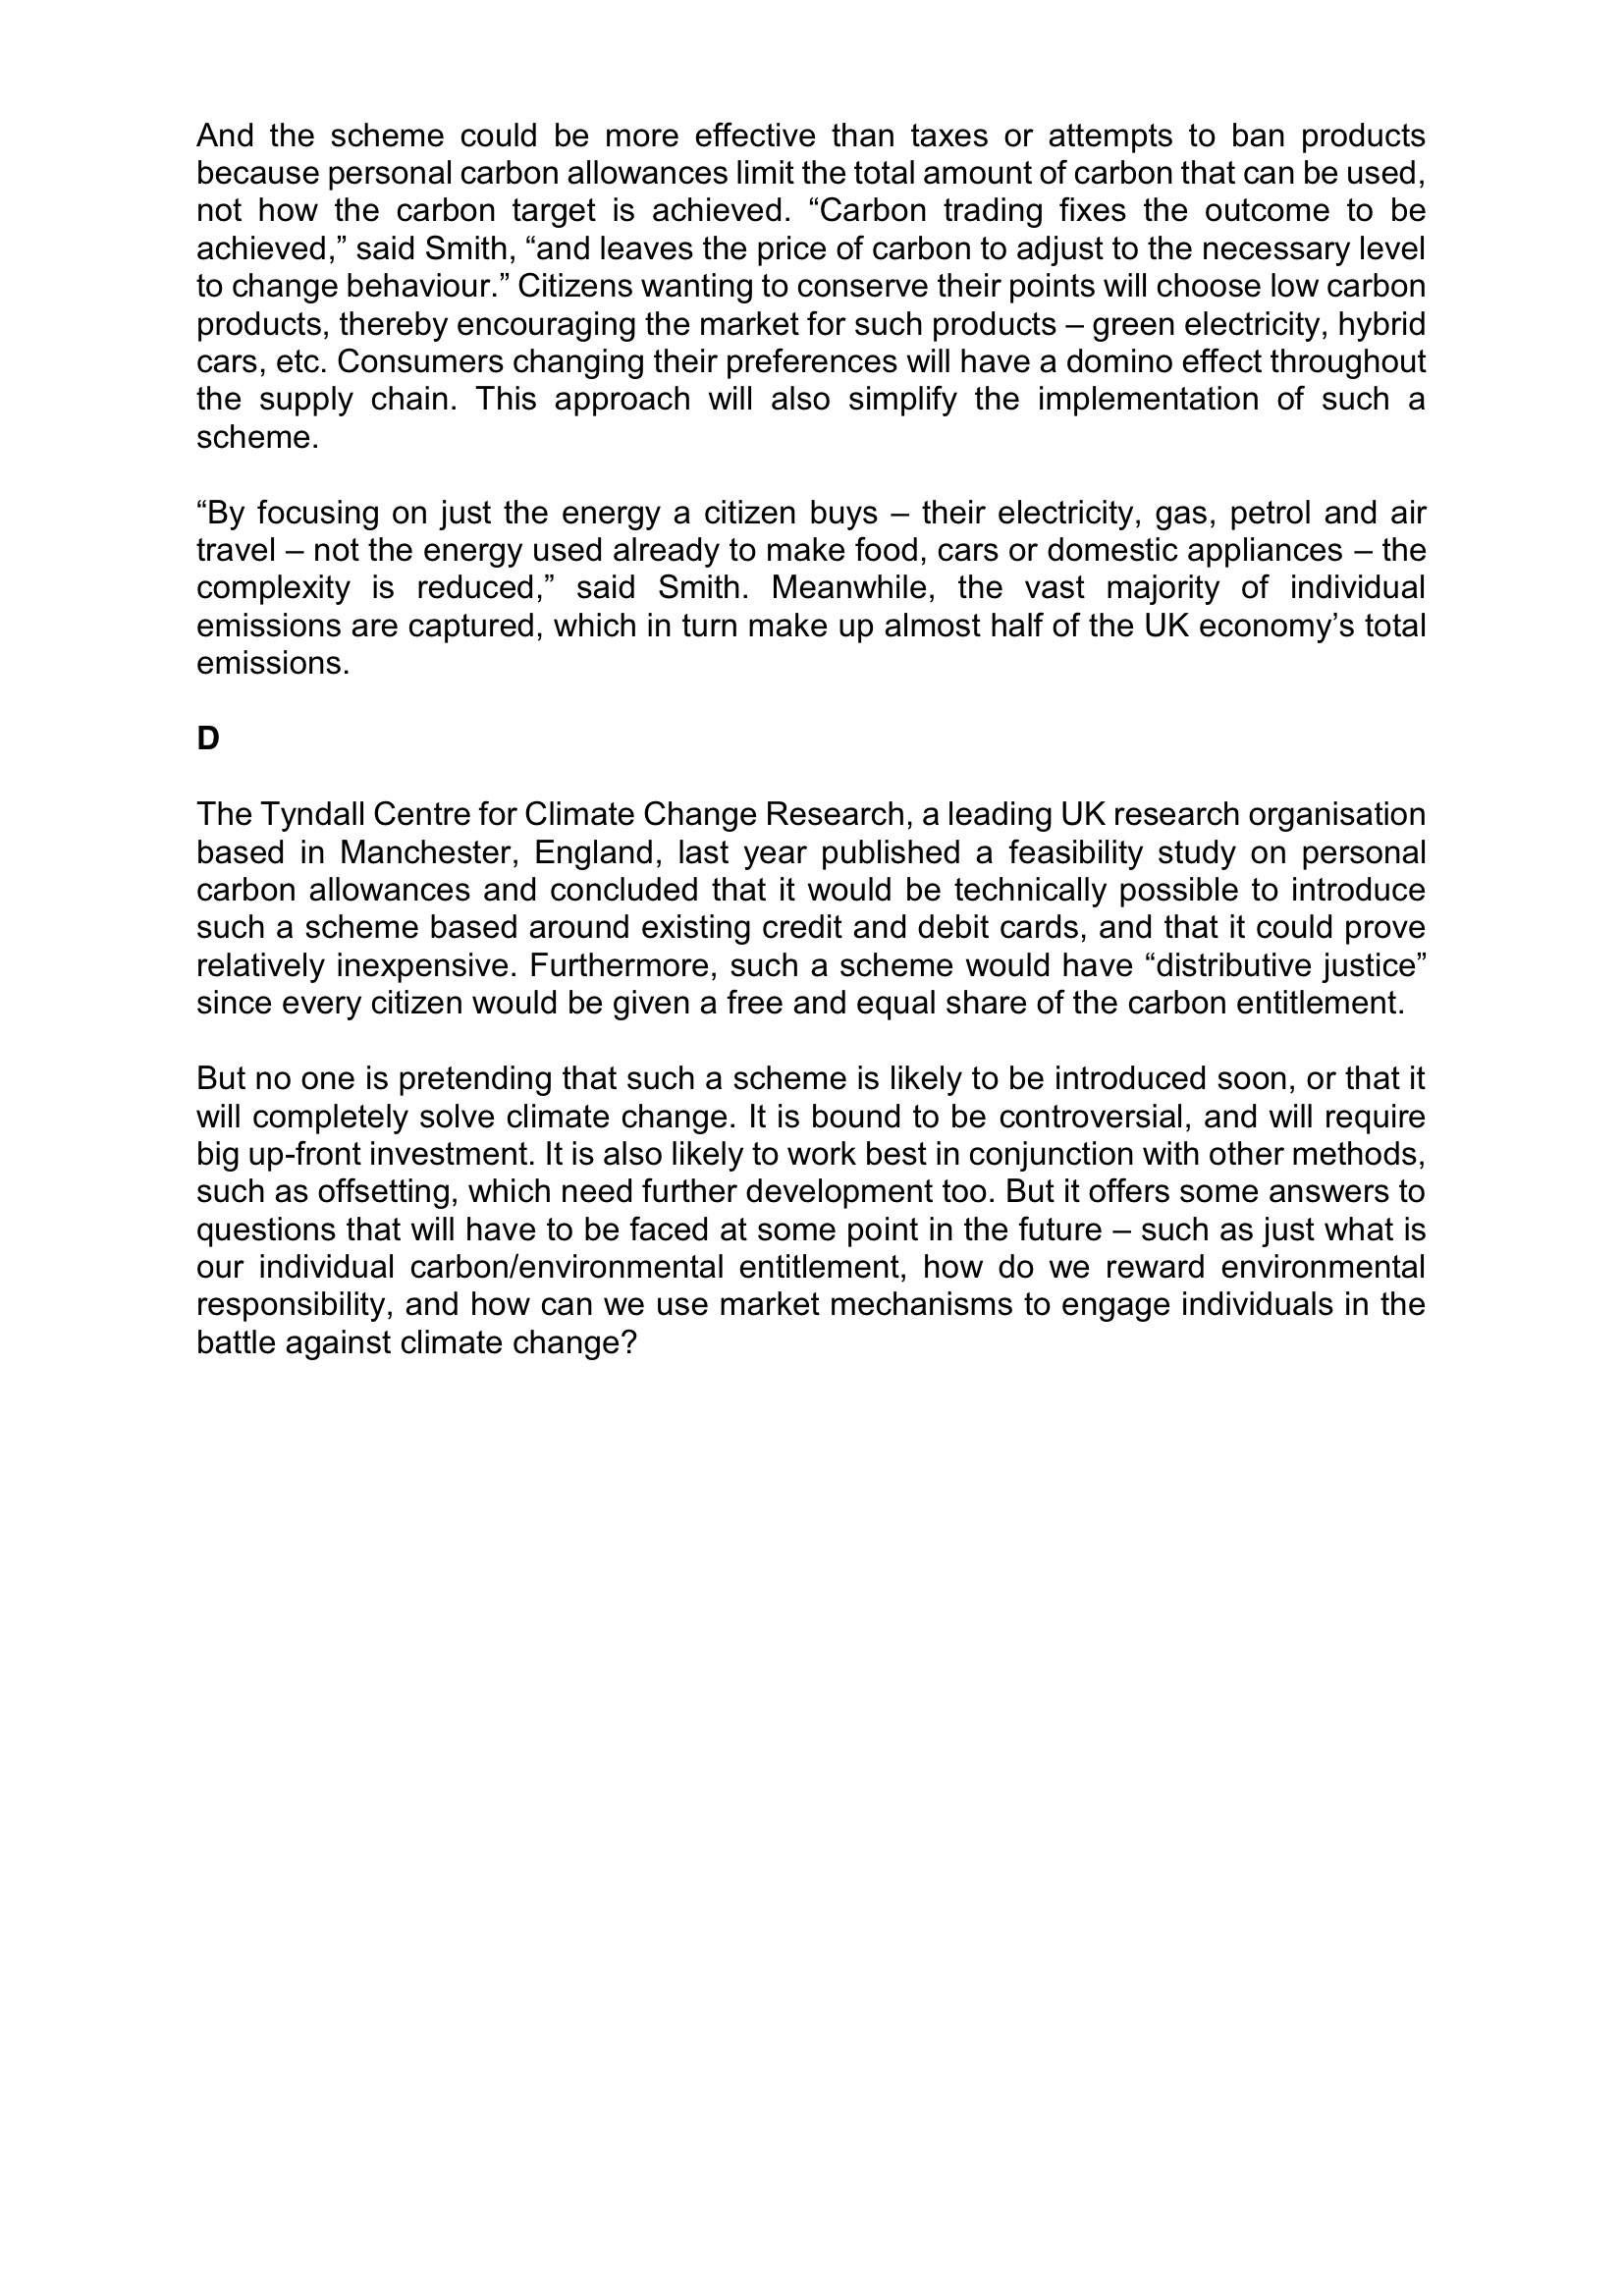 And the scheme could be more effective than taxes or attempts to ban products
because personal carbon allowances limit the total amount of carbon that can be used,
not how the carbon target is achieved. “Carbon trading fixes the outcome to be
achieved,” said Smith, “and leaves the price of carbon to adjust to the necessary level
to change behaviour.” Citizens wanting to conserve their points will choose low carbon
products, thereby encouraging the market for such products – green electricity, hybrid
cars, etc. Consumers changing their preferences will have a domino effect throughout
the supply chain. This approach will also simplify the implementation of such a
scheme.
“By focusing on just the energy a citizen buys – their electricity, gas, petrol and air
travel – not the energy used already to make food, cars or domestic appliances – the
complexity is reduced,” said Smith. Meanwhile, the vast majority of individual
emissions are captured, which in turn make up almost half of the UK economy’s total
emissions.
D
The Tyndall Centre for Climate Change Research, a leading UK research organisation
based in Manchester, England, last year published a feasibility study on personal
carbon allowances and concluded that it would be technically possible to introduce
such a scheme based around existing credit and debit cards, and that it could prove
relatively inexpensive. Furthermore, such a scheme would have “distributive justice”
since every citizen would be given a free and equal share of the carbon entitlement.
But no one is pretending that such a scheme is likely to be introduced soon, or that it
will completely solve climate change. It is bound to be controversial, and will require
big up-front investment. It is also likely to work best in conjunction with other methods,
such as offsetting, which need further development too. But it offers some answers to
questions that will have to be faced at some point in the future – such as just what is
our individual carbon/environmental entitlement, how do we reward environmental
responsibility, and how can we use market mechanisms to engage individuals in the
battle against climate change?